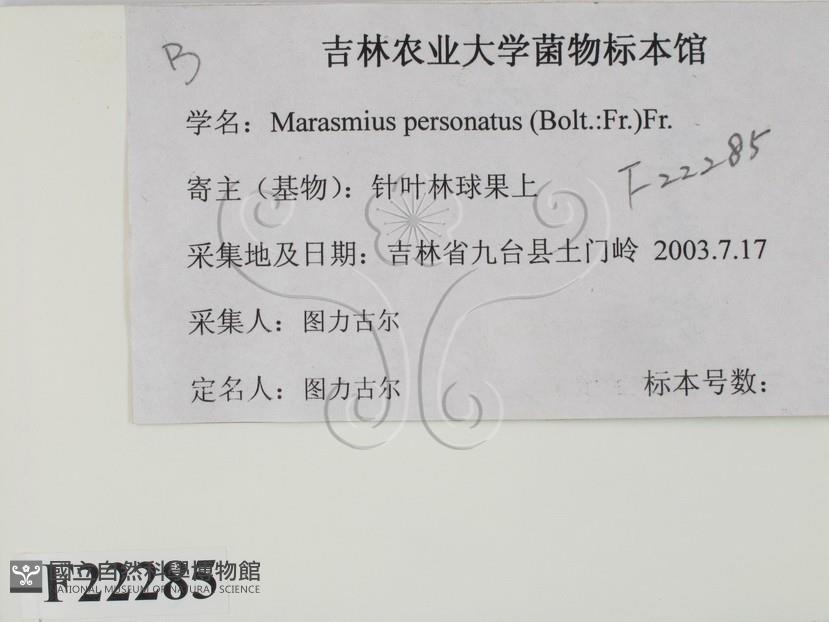 B
吉林农业大学菌物标本馆
学名：Marasmius personatus (Bolt.:Fr.)Fr.
寄主（基物）：针叶林球果上
F22285
采集地及日期：吉林省九台县土门岭 2003.7.17
采集人：图力古尔
定名人：图力古尔
标本号数：
國立自然科學博物館
NATIONAL MUSEUM OF NATURAL SCIENCE
F22285